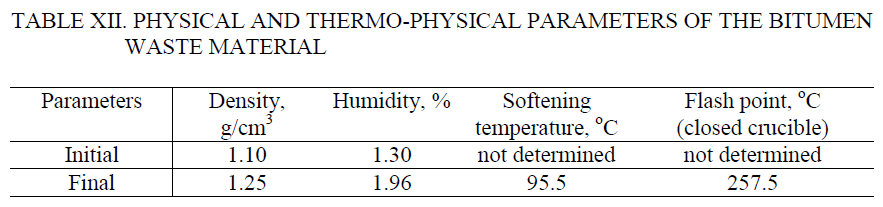 TABLE XII. PHYSICAL AND THERMO-PHYSICAL PARAMETERS OF THE BITUMEN
WASTE MATERIAL
Parameters Density, Humidity, % Softening Flash point, °C
g/cm³ temperature, °C (closed crucible)
Initial 1.10 1.30 not determined not determined
Final 1.25 1.96 95.5 257.5